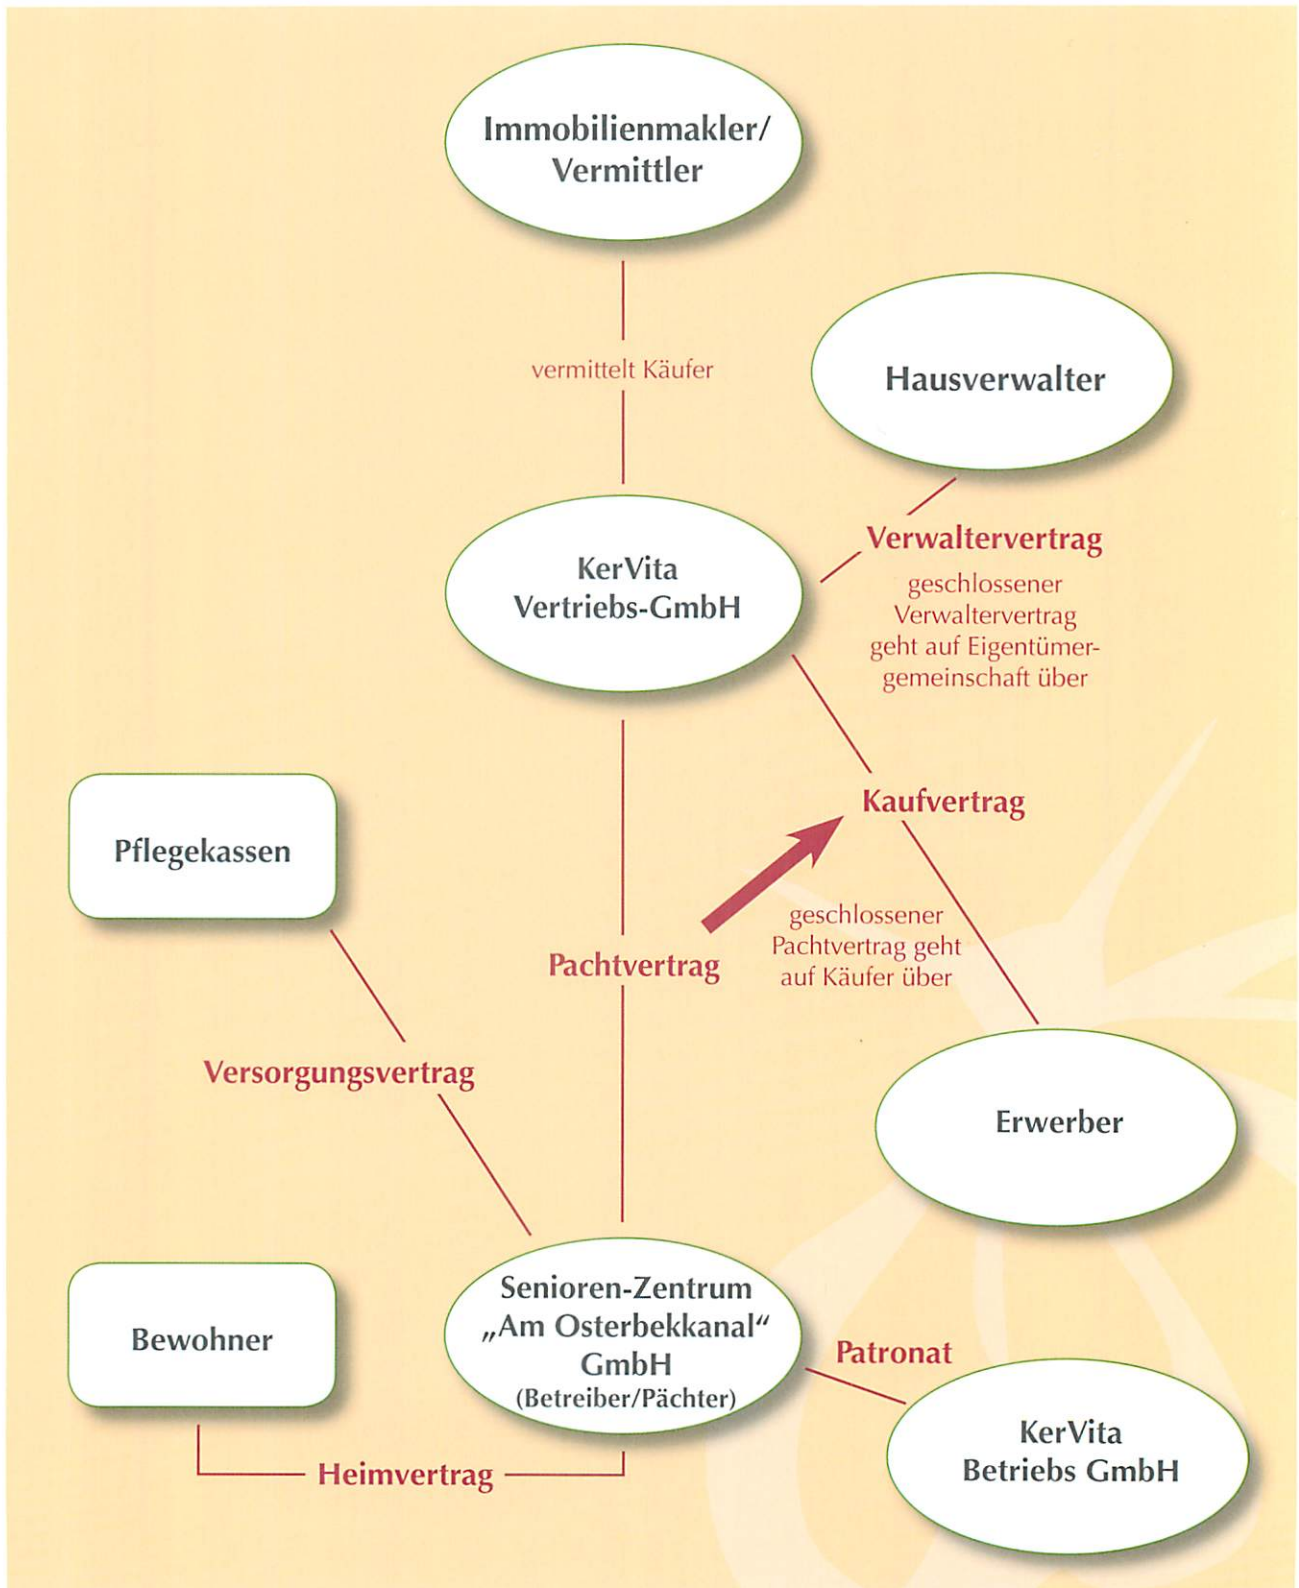 Immobilienmakler/
Vermittler
vermittelt Käufer
Hausverwalter
KerVita
Vertriebs-GmbH
Verwaltervertrag
geschlossener
Verwaltervertrag
geht auf Eigentümer-
gemeinschaft über
Kaufvertrag
Pflegekassen
geschlossener
Pachtvertrag geht
auf Käufer über
Pachtvertrag
Versorgungsvertrag
Erwerber
Bewohner
Senioren-Zentrum
„Am Osterbekkanal“
GmbH
(Betreiber/Pächter)
Patronat
KerVita
Betriebs GmbH
Heimvertrag